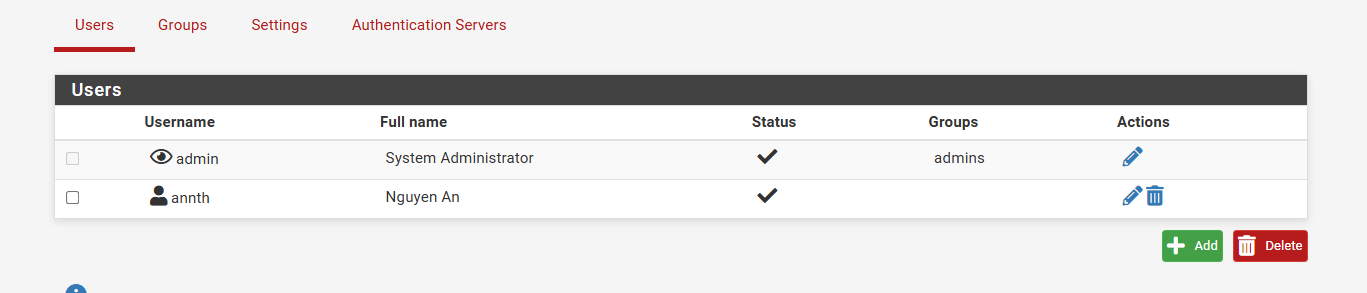 Users Groups Settings Authentication Servers
Users
Username Full name Status Groups Actions
admin System Administrator admins
annth Nguyen An
Add Delete